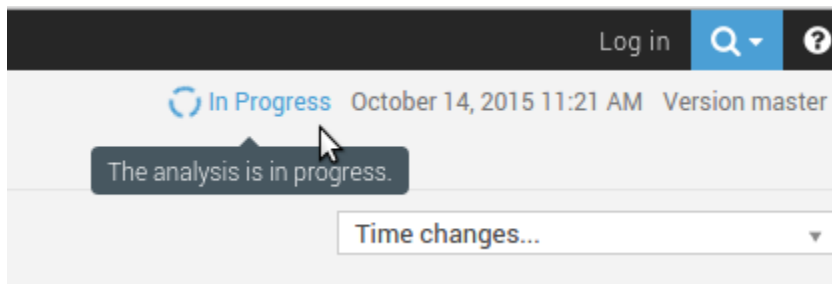 Log in
In Progress October 14, 2015 11:21 AM Version master
The analysis is in progress.
Time changes...